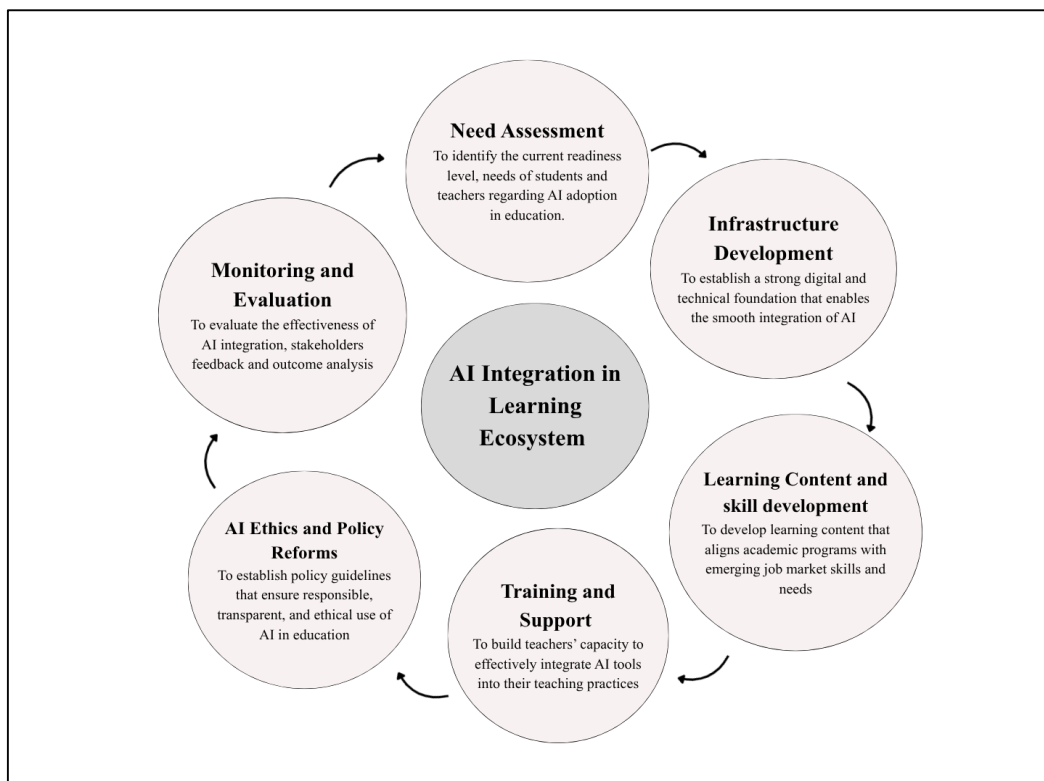 Need Assessment
To identify the current readiness
level, needs of students and
teachers regarding AI adoption
in education.
Infrastructure
Development
To establish a strong digital and
technical foundation that enables
the smooth integration of AI
Learning Content and
skill development
To develop learning content that
aligns academic programs with
emerging job market skills and
needs
Training and
Support
To build teachers’ capacity to
effectively integrate AI tools
into their teaching practices
AI Ethics and Policy
Reforms
To establish policy guidelines
that ensure responsible,
transparent, and ethical use of
AI in education
Monitoring and
Evaluation
To evaluate the effectiveness of
AI integration, stakeholders
feedback and outcome analysis
AI Integration in
Learning
Ecosystem